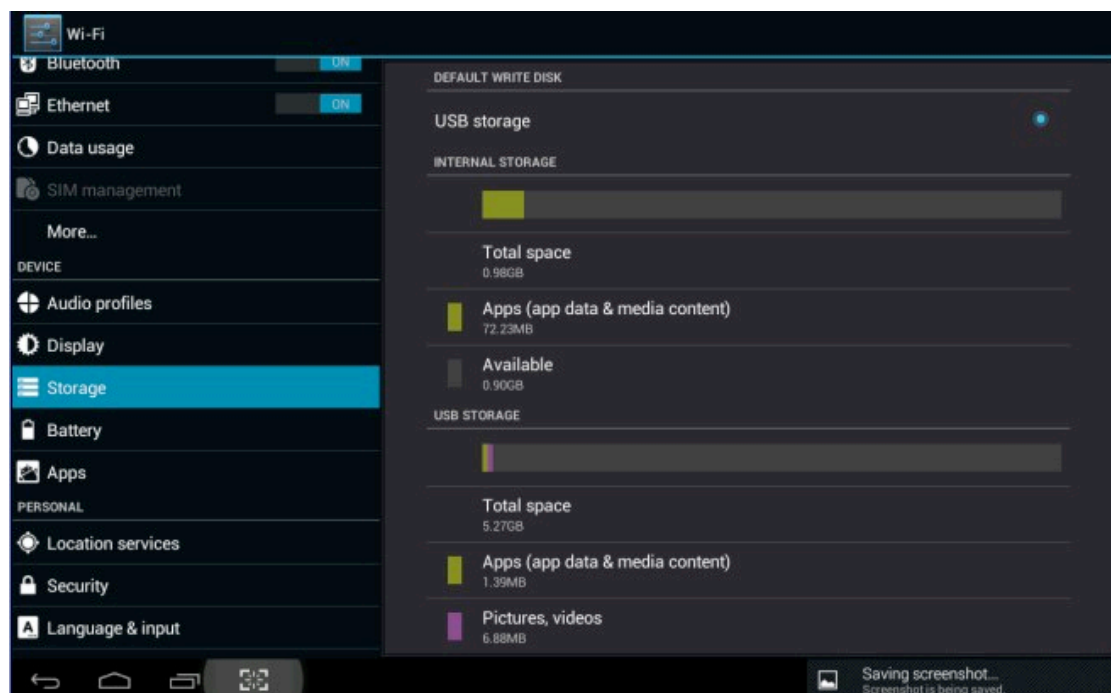 Wi-Fi
Bluetooth ON
Ethernet ON
Data usage
SIM management
More...
DEVICE
Audio profiles
Display
Storage
Battery
Apps
PERSONAL
Location services
Security
A Language & input
DEFAULT WRITE DISK
USB storage
INTERNAL STORAGE
Total space
0.98GB
Apps (app data & media content)
72.23MB
Available
0.90GB
USB STORAGE
Total space
5.27GB
Apps (app data & media content)
1.39MB
Pictures, videos
6.88MB
Saving screenshot...
Screenshot is being saved.